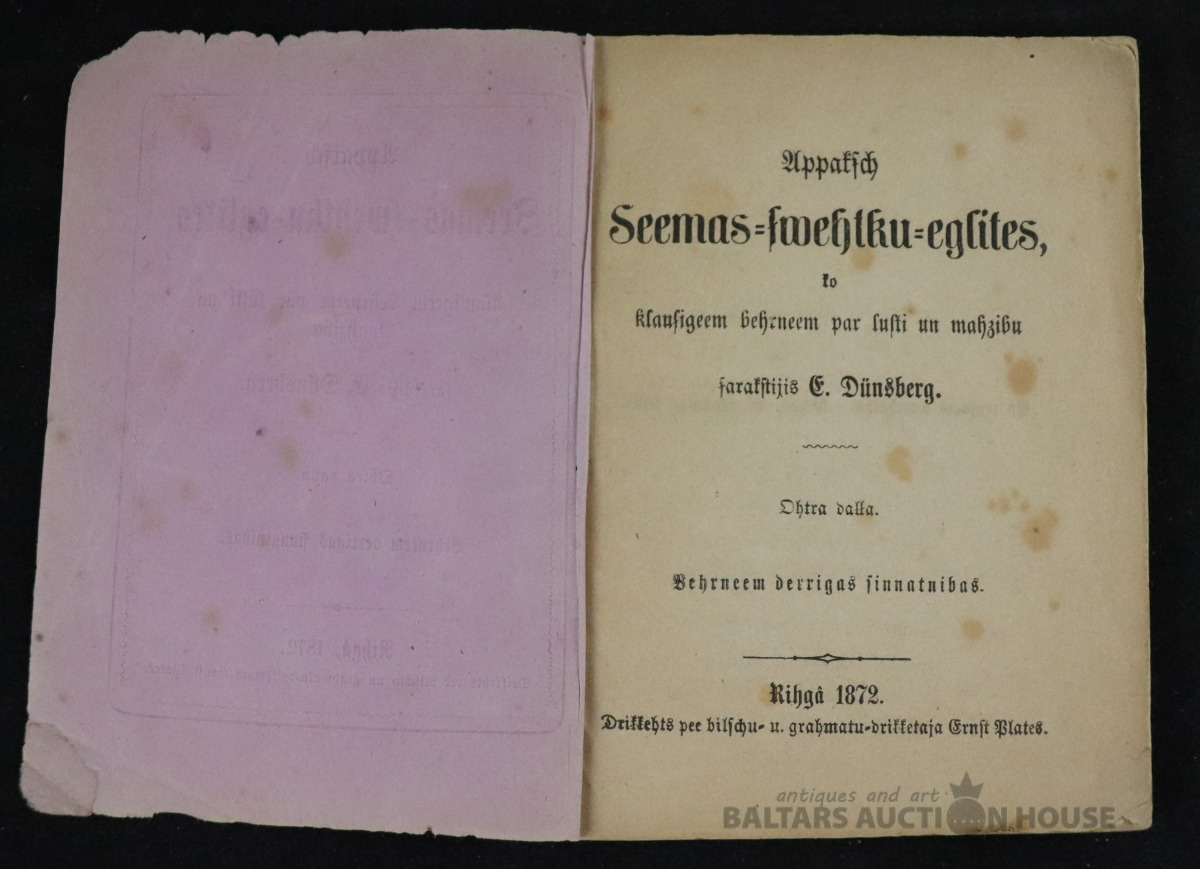 Appakſch
Seemas=ſwehtku=eglites,
ko
klauſigeem behrneem par luſti un mahzibu
ſarakſtijis E. Dünsberg.
Ohtra dalla.
Behrneem derrigas ſinnatnibas.
Rihgâ 1872.
Drikkehts pee bilſchu- u. grahmatu-drikketaja Ernſt Plates.
antiques and art
BALTARS AUCTION HOUSE